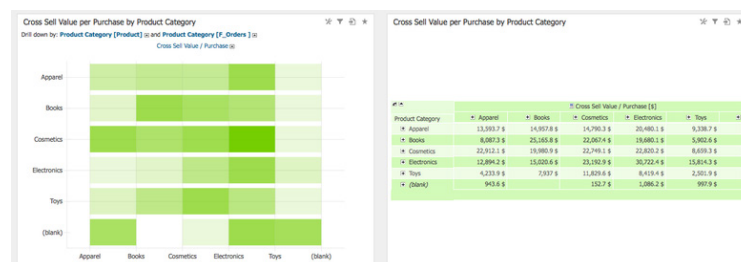 Cross Sell Value per Purchase by Product Category
Drill down by: Product Category [Product] and Product Category [F_Orders ]
Cross Sell Value / Purchase
Apparel
Books
Cosmetics
Electronics
Toys
(blank)
Apparel Books Cosmetics Electronics Toys (blank)
Cross Sell Value per Purchase by Product Category
Cross Sell Value / Purchase [$]
Product Category Apparel Books Cosmetics Electronics Toys
Apparel 13,593.7 $ 14,957.8 $ 14,790.3 $ 20,480.1 $ 9,338.7 $
Books 8,087.3 $ 25,165.8 $ 22,067.4 $ 19,680.1 $ 5,902.6 $
Cosmetics 22,912.1 $ 19,980.9 $ 22,749.1 $ 22,820.2 $ 8,659.3 $
Electronics 12,894.2 $ 15,020.6 $ 23,192.9 $ 30,722.4 $ 15,814.3 $
Toys 4,233.9 $ 7,937 $ 11,829.6 $ 8,419.4 $ 2,501.9 $
(blank) 943.6 $ 152.7 $ 1,086.2 $ 997.9 $